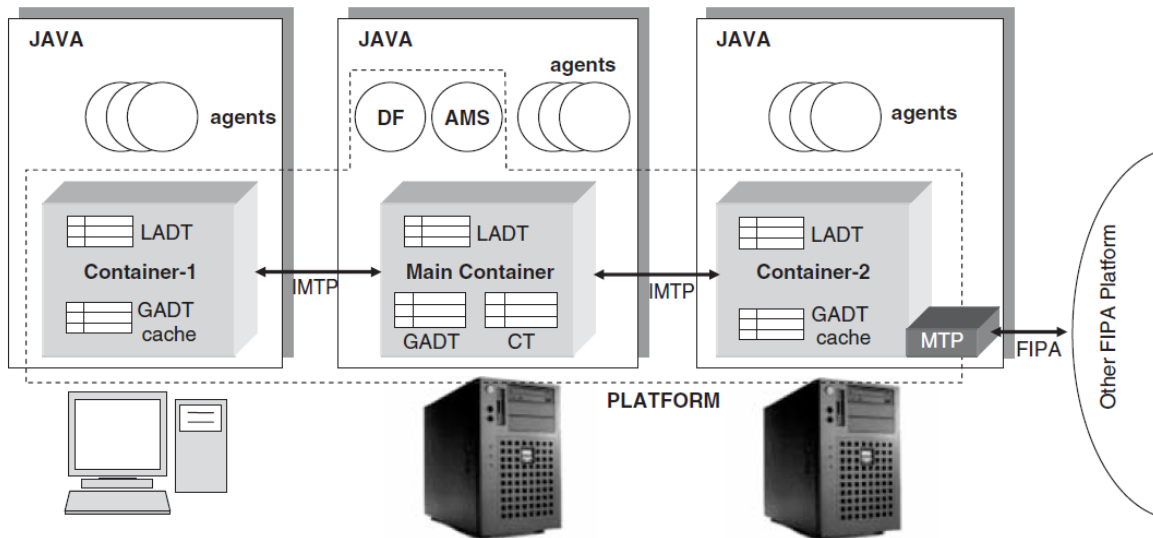 JAVA
agents
LADT
Container-1
GADT
cache
IMTP
JAVA
DF
AMS
agents
LADT
Main Container
GADT
CT
IMTP
JAVA
agents
LADT
Container-2
GADT
cache
MTP
FIPA
Other FIPA Platform
PLATFORM